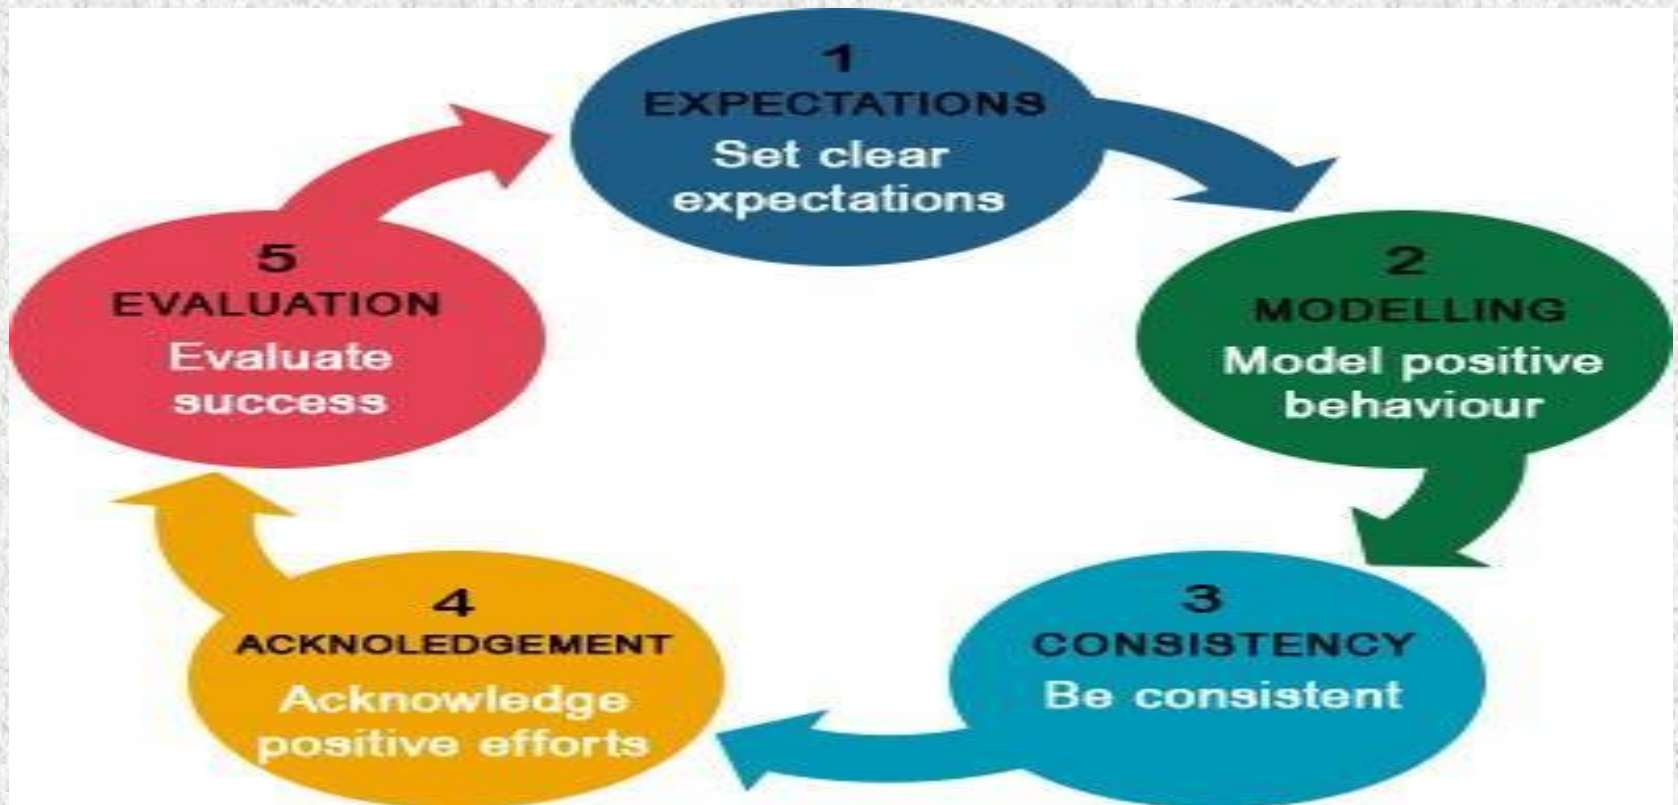 1
EXPECTATIONS
Set clear
expectations
2
MODELLING
Model positive
behaviour
3
CONSISTENCY
Be consistent
4
ACKNOLEDGEMENT
Acknowledge
positive efforts
5
EVALUATION
Evaluate
success